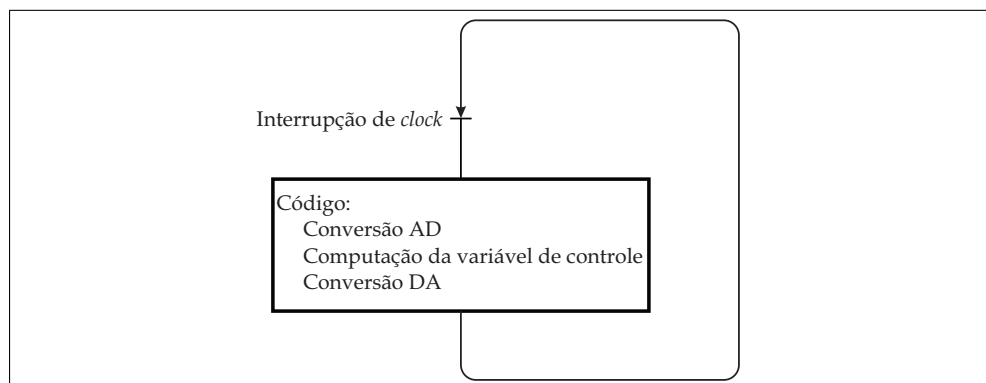 Interrupção de clock
Código:
Conversão AD
Computação da variável de controle
Conversão DA